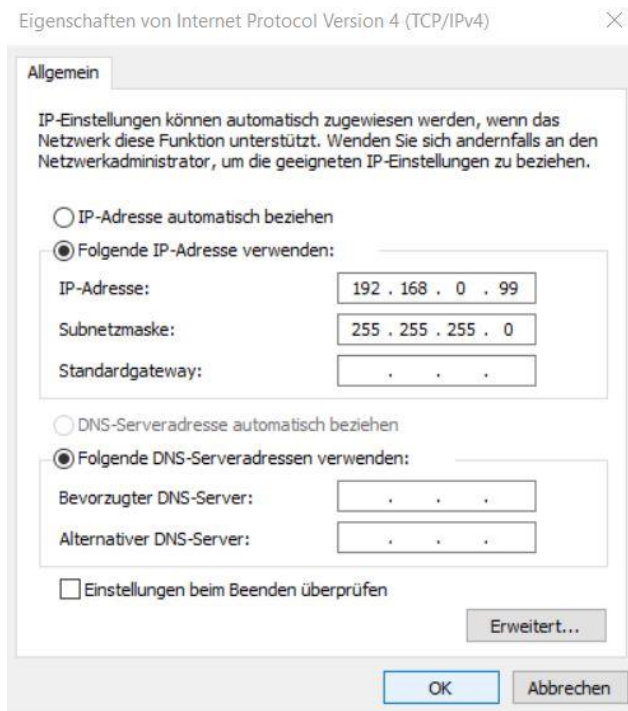 Eigenschaften von Internet Protocol Version 4 (TCP/IPv4)
Allgemein
IP-Einstellungen können automatisch zugewiesen werden, wenn das
Netzwerk diese Funktion unterstützt. Wenden Sie sich andernfalls an den
Netzwerkadministrator, um die geeigneten IP-Einstellungen zu beziehen.
IP-Adresse automatisch beziehen
Folgende IP-Adresse verwenden:
IP-Adresse: 192 . 168 . 0 . 99
Subnetzmaske: 255 . 255 . 255 . 0
Standardgateway: . . .
DNS-Serveradresse automatisch beziehen
Folgende DNS-Serveradressen verwenden:
Bevorzugter DNS-Server: . . .
Alternativer DNS-Server: . . .
Einstellungen beim Beenden überprüfen
Erweitert...
OK Abbrechen